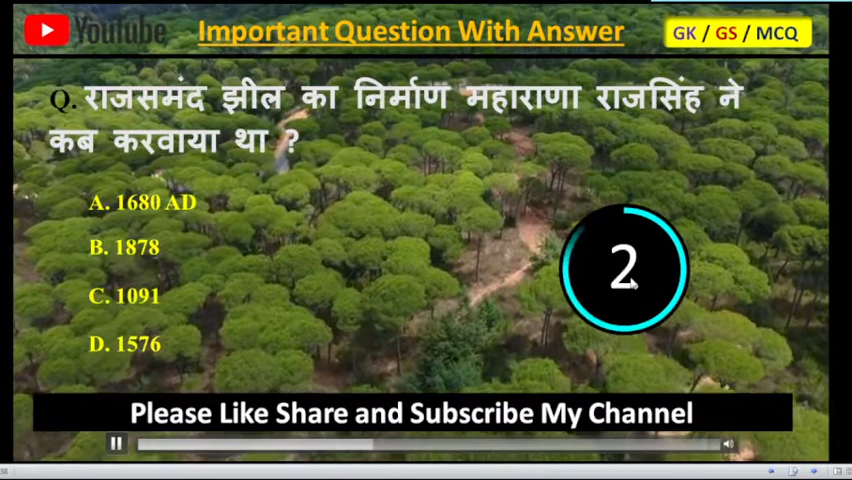 YouTube
Important Question With Answer
GK / GS / MCQ
Q. राजसमंद झील का निर्माण महाराणा राजसिंह ने
कब करवाया था ?
A. 1680 AD
B. 1878
C. 1091
D. 1576
2
Please Like Share and Subscribe My Channel
38